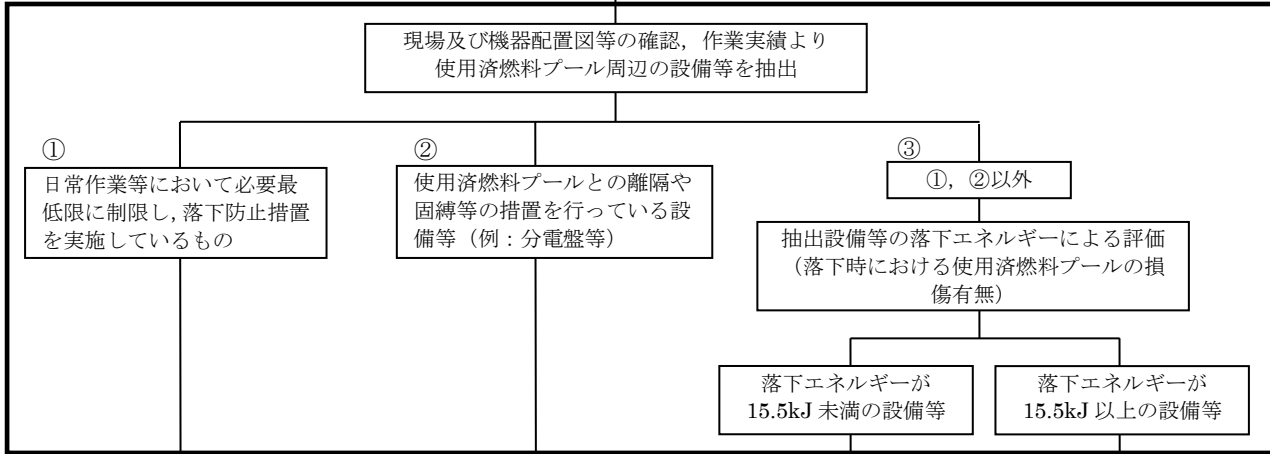 現場及び機器配置図等の確認，作業実績より
使用済燃料プール周辺の設備等を抽出
①
日常作業等において必要最
低限に制限し，落下防止措置
を実施しているもの
②
使用済燃料プールとの離隔や
固縛等の措置を行っている設
備等（例：分電盤等）
③
①，②以外
抽出設備等の落下エネルギーによる評価
（落下時における使用済燃料プールの損
傷有無）
落下エネルギーが
15.5kJ 未満の設備等
落下エネルギーが
15.5kJ 以上の設備等